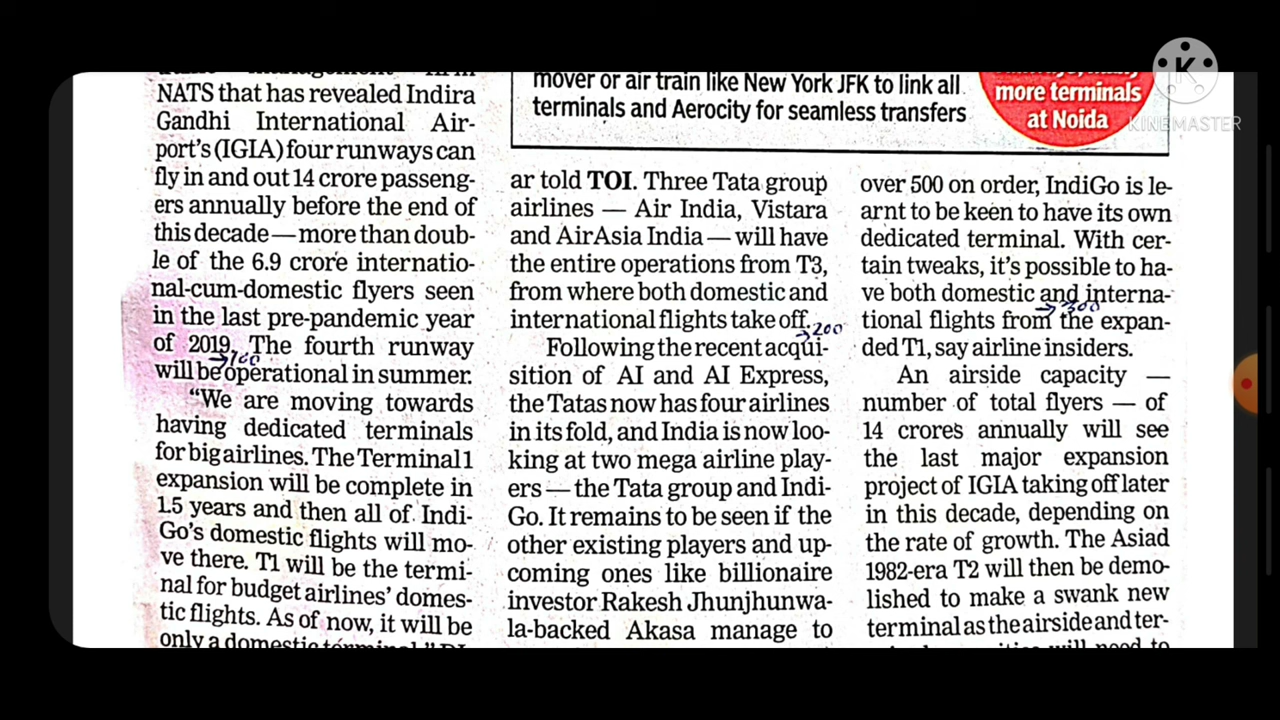 NATS that has revealed Indira
Gandhi International Air-
port's (IGIA) four runways can
fly in and out 14 crore passeng-
ers annually before the end of
this decade — more than doub-
le of the 6.9 crore internatio-
nal-cum-domestic flyers seen
in the last pre-pandemic year
of 2019. The fourth runway
→100
will be operational in summer.
"We are moving towards
having dedicated terminals
for big airlines. The Terminal 1
expansion will be complete in
1.5 years and then all of Indi-
Go's domestic flights will mo-
ve there. T1 will be the termi-
nal for budget airlines' domes-
tic flights. As of now, it will be
only a domestic terminal,"
mover or air train like New York JFK to link all
terminals and Aerocity for seamless transfers
more terminals
at Noida
KINEMASTER
ar told TOI. Three Tata group
airlines — Air India, Vistara
and AirAsia India — will have
the entire operations from T3,
from where both domestic and
international flights take off.
→200
Following the recent acqui-
sition of AI and AI Express,
the Tatas now has four airlines
in its fold, and India is now loo-
king at two mega airline play-
ers — the Tata group and Indi-
Go. It remains to be seen if the
other existing players and up-
coming ones like billionaire
investor Rakesh Jhunjhunwa-
la-backed Akasa manage to
over 500 on order, IndiGo is le-
arnt to be keen to have its own
dedicated terminal. With cer-
tain tweaks, it's possible to ha-
ve both domestic and interna-
→300
tional flights from the expan-
ded T1, say airline insiders.
An airside capacity —
number of total flyers — of
14 crores annually will see
the last major expansion
project of IGIA taking off later
in this decade, depending on
the rate of growth. The Asiad
1982-era T2 will then be demo-
lished to make a swank new
terminal as the airside and ter-
will need to